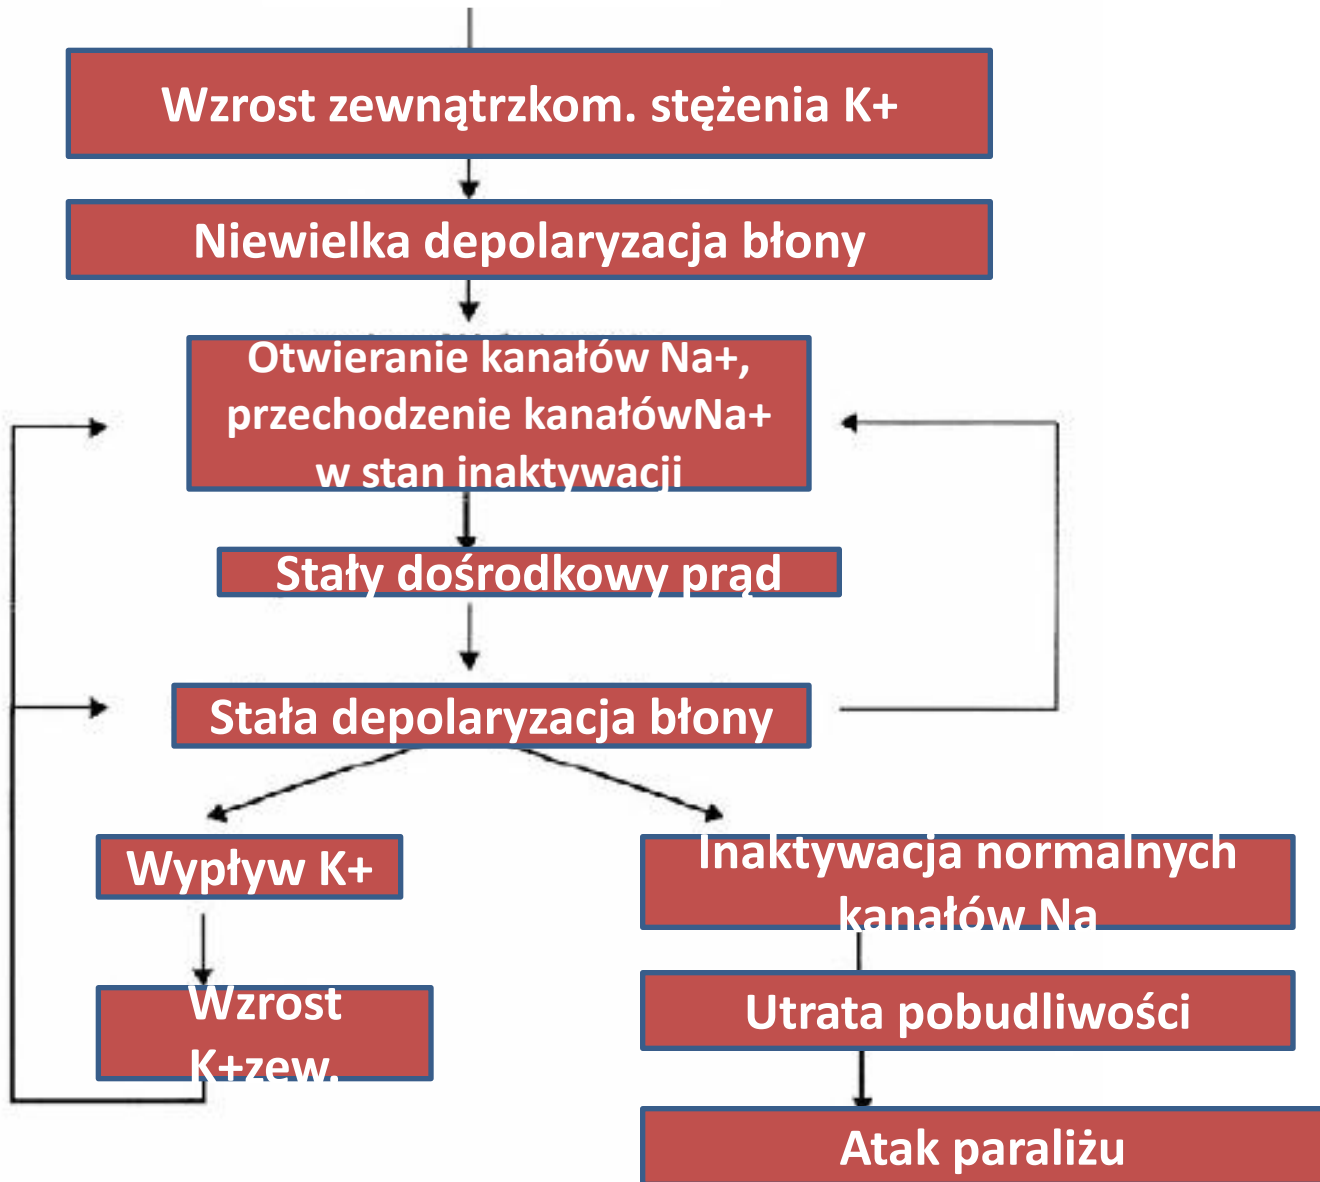 Wzrost zewnątrzkom. stężenia K+
Niewielka depolaryzacja błony
Otwieranie kanałów Na+,
przechodzenie kanałówNa+
w stan inaktywacji
Stały dośrodkowy prąd
Stała depolaryzacja błony
Wypływ K+
Wzrost
K+zew.
Inaktywacja normalnych
kanałów Na
Utrata pobudliwości
Atak paraliżu